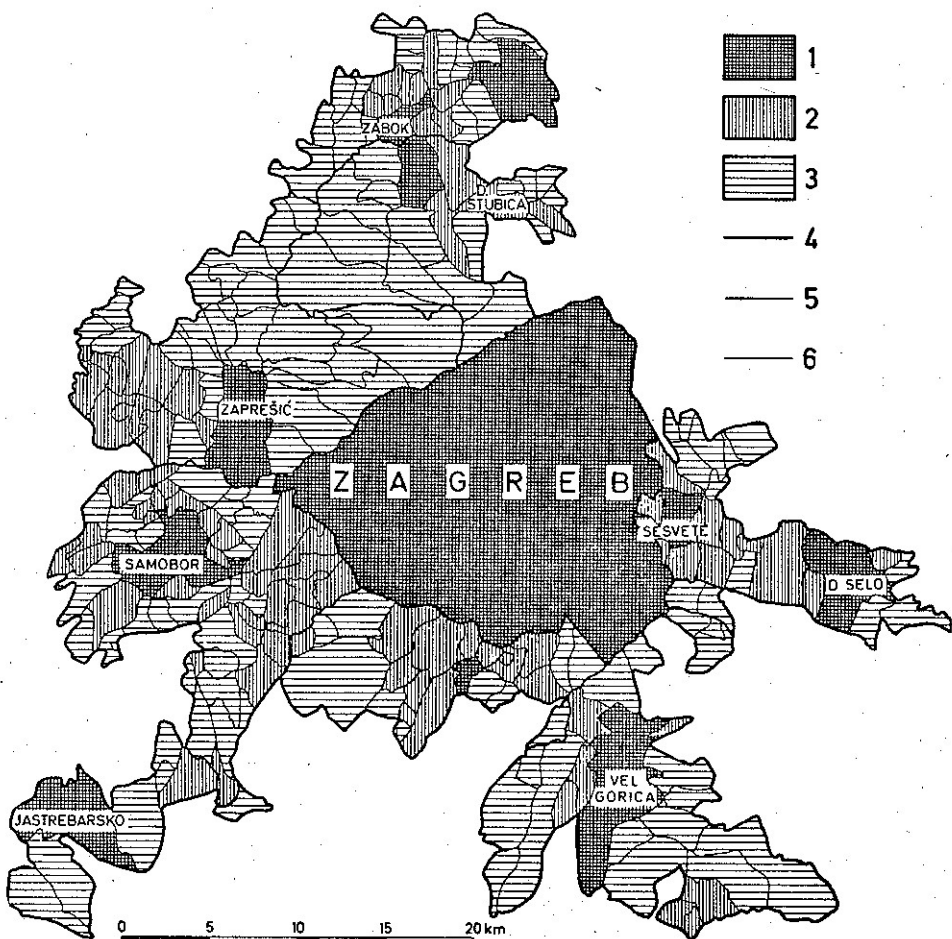 1
2
3
4
5
6
ZABOK
D.
STUBICA
ZAPREŠIĆ
Z A G R E B
SESVETE
SAMOBOR
D SELO
VEL
GORICA
JASTREBARSKO
0 5 10 15 20 km